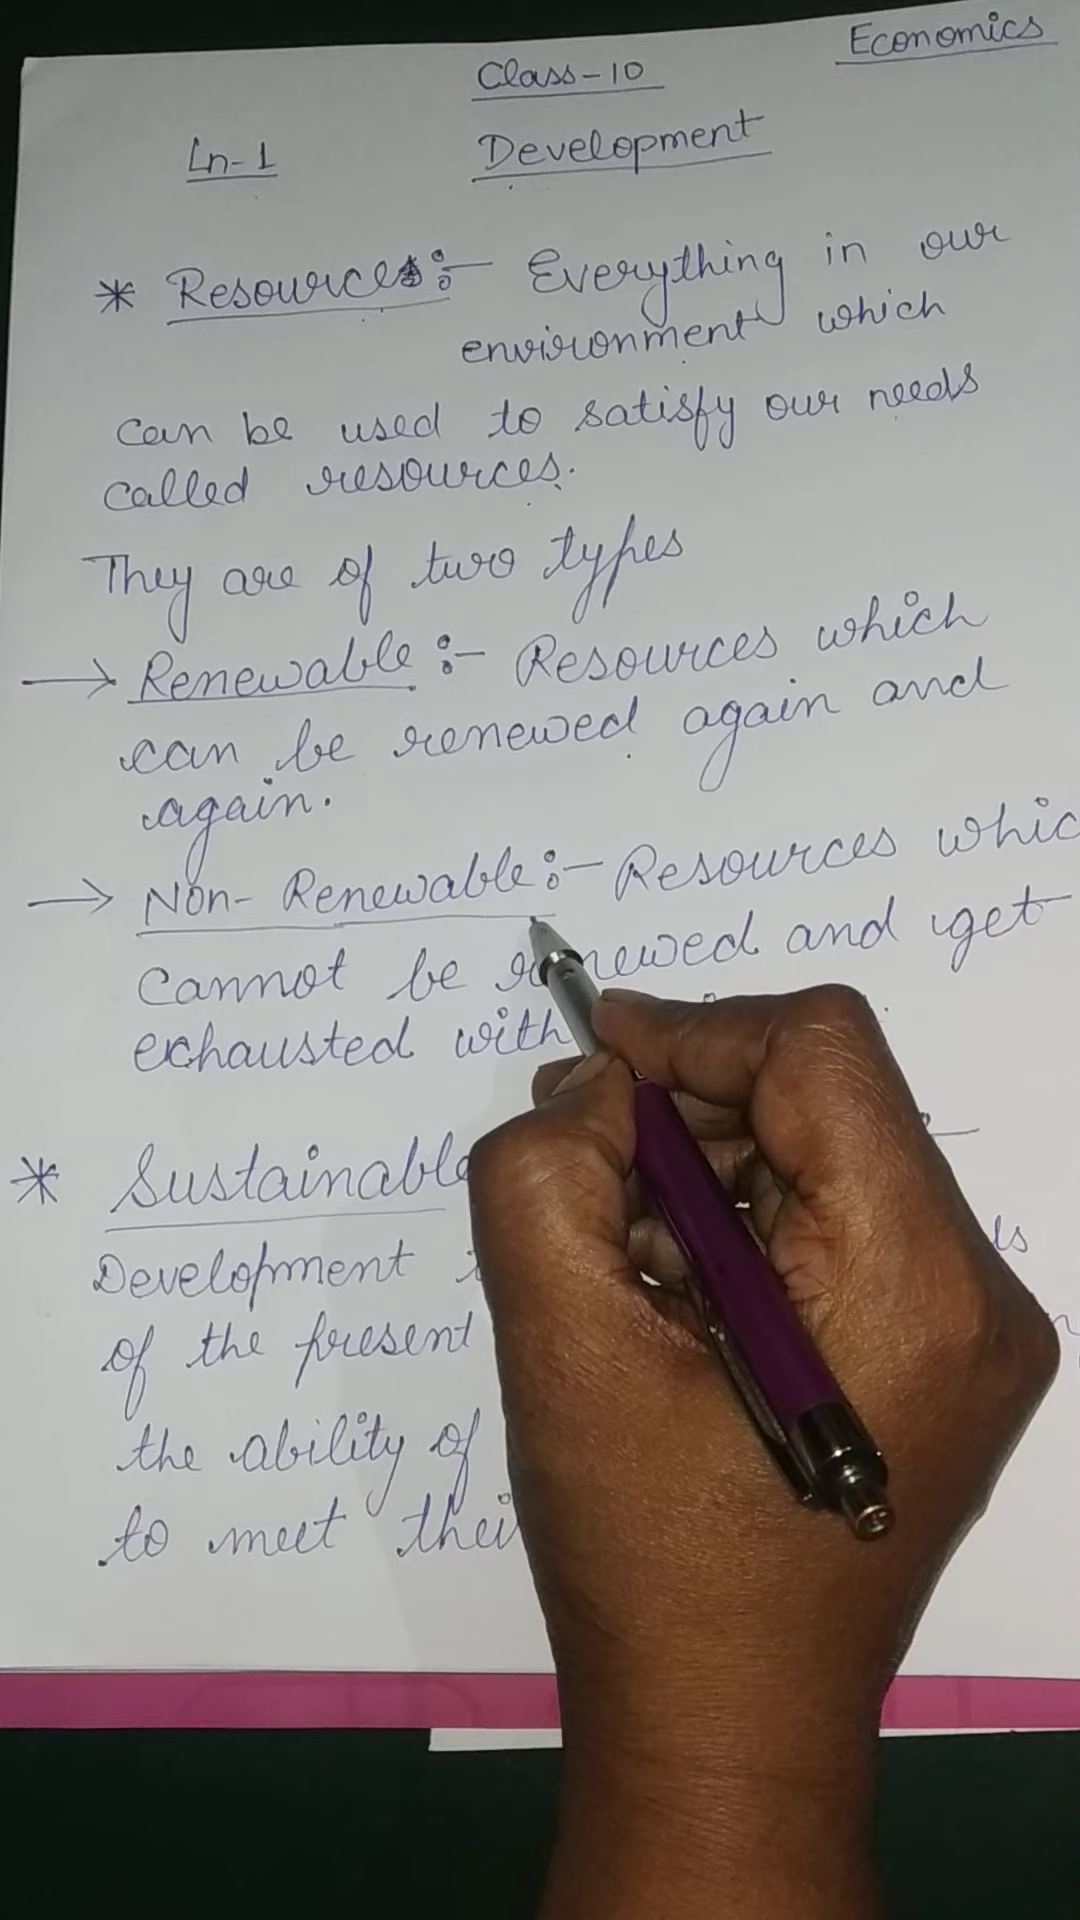 Economics
Class-10
Ln-1 Development
* Resources:- Everything in our
environment which
can be used to satisfy our needs
called resources.
They are of two types
→ Renewable :- Resources which
can be renewed again and
again.
→ Non-Renewable:- Resources
cannot be renewed and get
exhausted with
* Sustainable
Development
of the present
the ability of
to meet